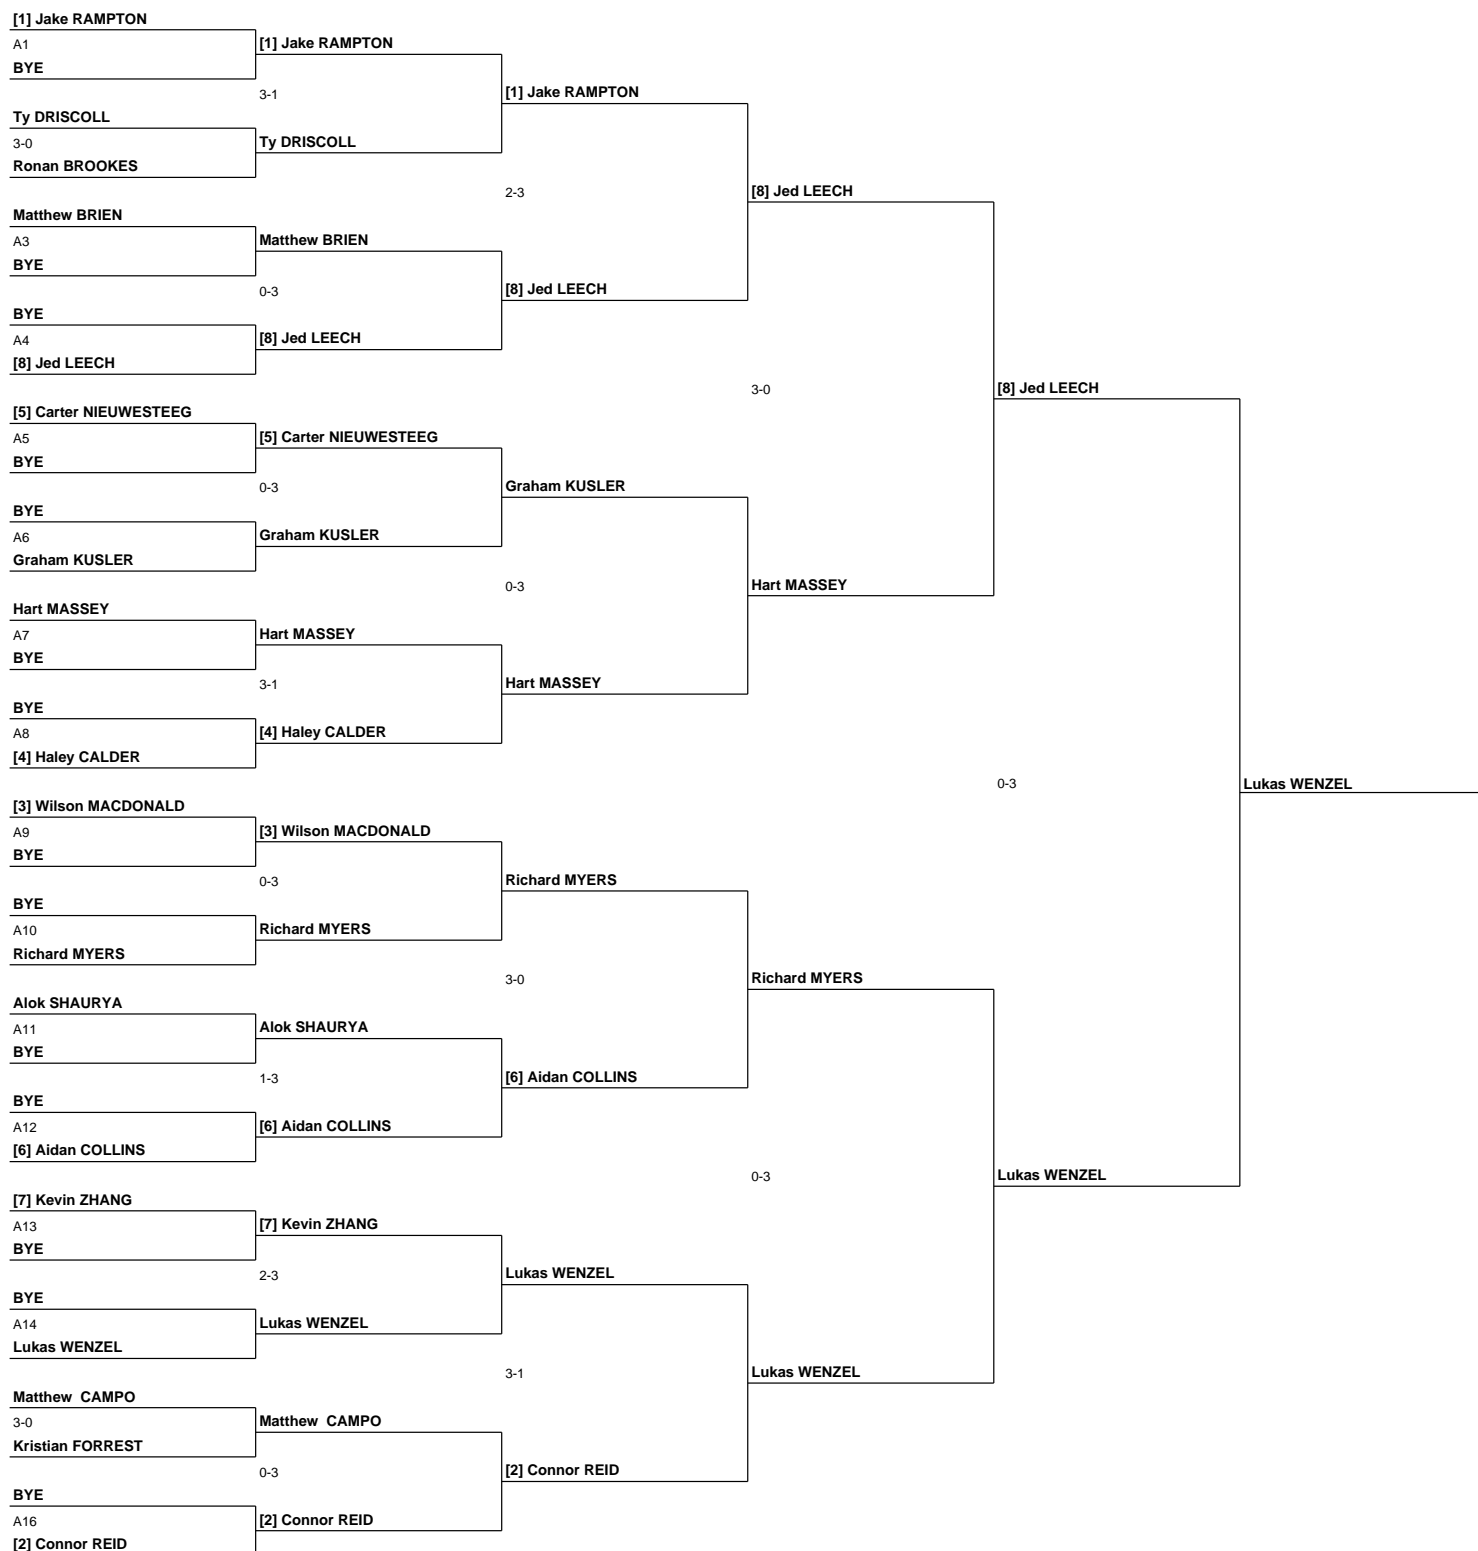 [1] Jake RAMPTON
A1
BYE
[1] Jake RAMPTON
3-1
[1] Jake RAMPTON
Ty DRISCOLL
3-0
Ronan BROOKES
Ty DRISCOLL
2-3
[8] Jed LEECH
Matthew BRIEN
A3
BYE
Matthew BRIEN
0-3
[8] Jed LEECH
BYE
A4
[8] Jed LEECH
[8] Jed LEECH
3-0
[8] Jed LEECH
[5] Carter NIEUWESTEEG
A5
BYE
[5] Carter NIEUWESTEEG
0-3
Graham KUSLER
BYE
A6
Graham KUSLER
Graham KUSLER
0-3
Hart MASSEY
Hart MASSEY
A7
BYE
Hart MASSEY
3-1
Hart MASSEY
BYE
A8
[4] Haley CALDER
[4] Haley CALDER
0-3
Lukas WENZEL
[3] Wilson MACDONALD
A9
BYE
[3] Wilson MACDONALD
0-3
Richard MYERS
BYE
A10
Richard MYERS
Richard MYERS
3-0
Richard MYERS
Alok SHAURYA
A11
BYE
Alok SHAURYA
1-3
[6] Aidan COLLINS
BYE
A12
[6] Aidan COLLINS
[6] Aidan COLLINS
0-3
Lukas WENZEL
[7] Kevin ZHANG
A13
BYE
[7] Kevin ZHANG
2-3
Lukas WENZEL
BYE
A14
Lukas WENZEL
Lukas WENZEL
3-1
Lukas WENZEL
Matthew  CAMPO
3-0
Kristian FORREST
Matthew  CAMPO
0-3
[2] Connor REID
BYE
A16
[2] Connor REID
[2] Connor REID